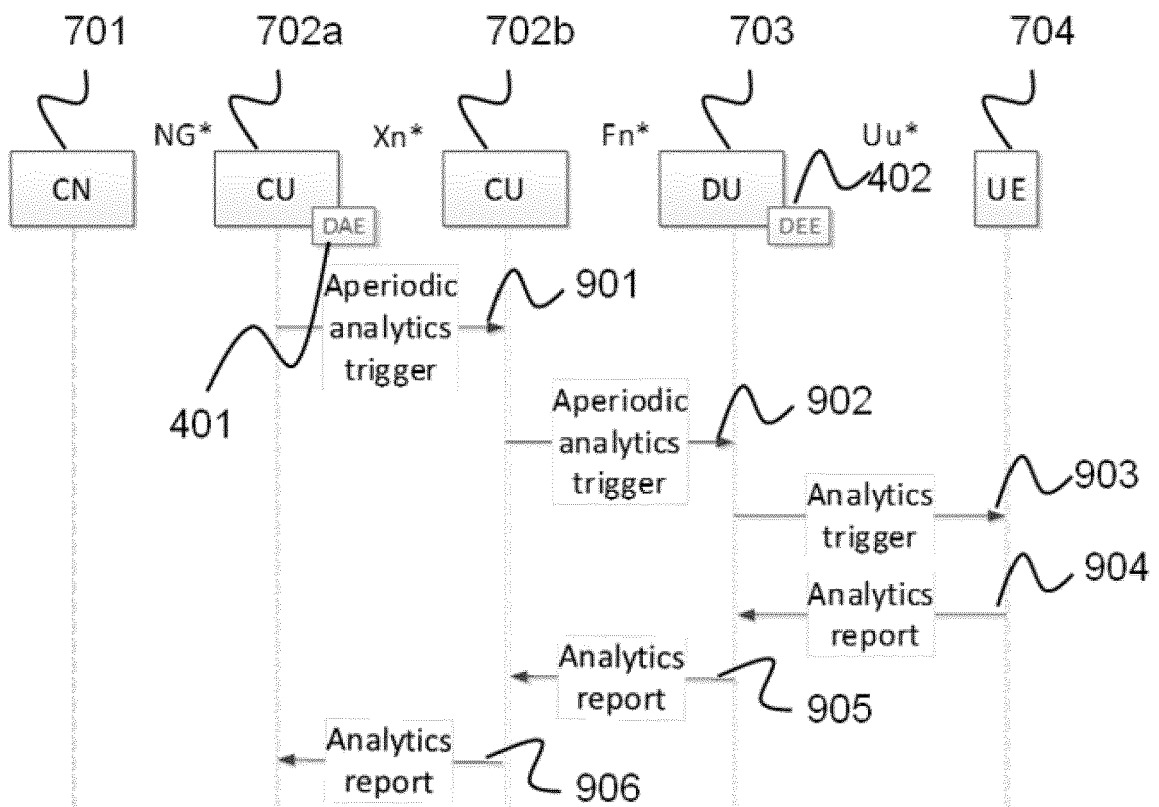 701 702a 702b 703 704
NG* Xn* Fn* Uu*
402
CN CU CU DU UE
DAE DEE
Aperiodic
analytics
trigger
901
401
Aperiodic
analytics
trigger
902
Analytics
trigger
903
Analytics
report
904
Analytics
report
905
Analytics
report
906